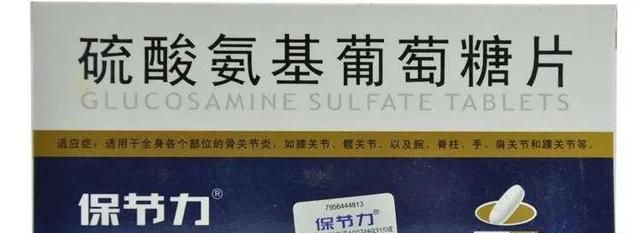 硫酸氨基葡萄糖片
GLUCOSAMINE SULFATE TABLETS
适应症：适用于全身各个部位的骨关节炎，如膝关节、髋关节、以及腕、脊柱、手、肩关节和踝关节等。
保节力®
7956444813
保节力®